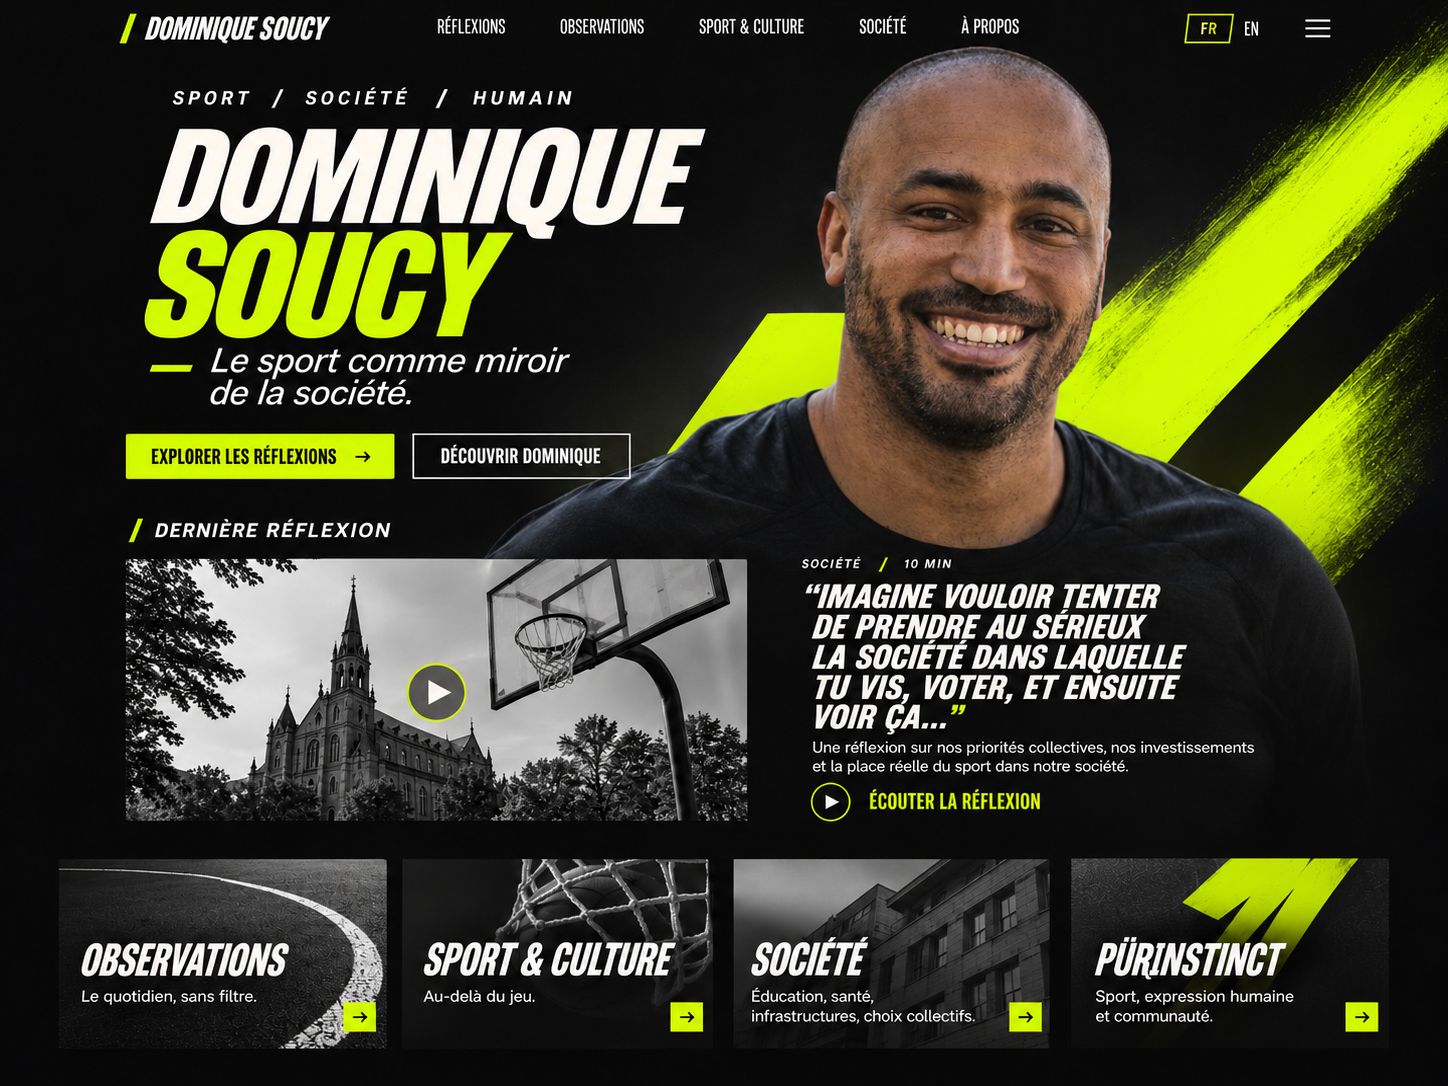 DOMINIQUE SOUCY
RÉFLEXIONS
OBSERVATIONS
SPORT & CULTURE
SOCIÉTÉ
À PROPOS
FR
EN
SPORT / SOCIÉTÉ / HUMAIN
DOMINIQUE
SOUCY
Le sport comme miroir
de la société.
EXPLORER LES RÉFLEXIONS →
DÉCOUVRIR DOMINIQUE
/ DERNIÈRE RÉFLEXION
SOCIÉTÉ / 10 MIN
“IMAGINE VOULOIR TENTER
DE PRENDRE AU SÉRIEUX
LA SOCIÉTÉ DANS LAQUELLE
TU VIS, VOTER, ET ENSUITE
VOIR ÇA...”
Une réflexion sur nos priorités collectives, nos investissements
et la place réelle du sport dans notre société.
ÉCOUTER LA RÉFLEXION
OBSERVATIONS
Le quotidien, sans filtre.
→
SPORT & CULTURE
Au-delà du jeu.
→
SOCIÉTÉ
Éducation, santé,
infrastructures, choix collectifs.
→
PÜRINSTINCT
Sport, expression humaine
et communauté.
→